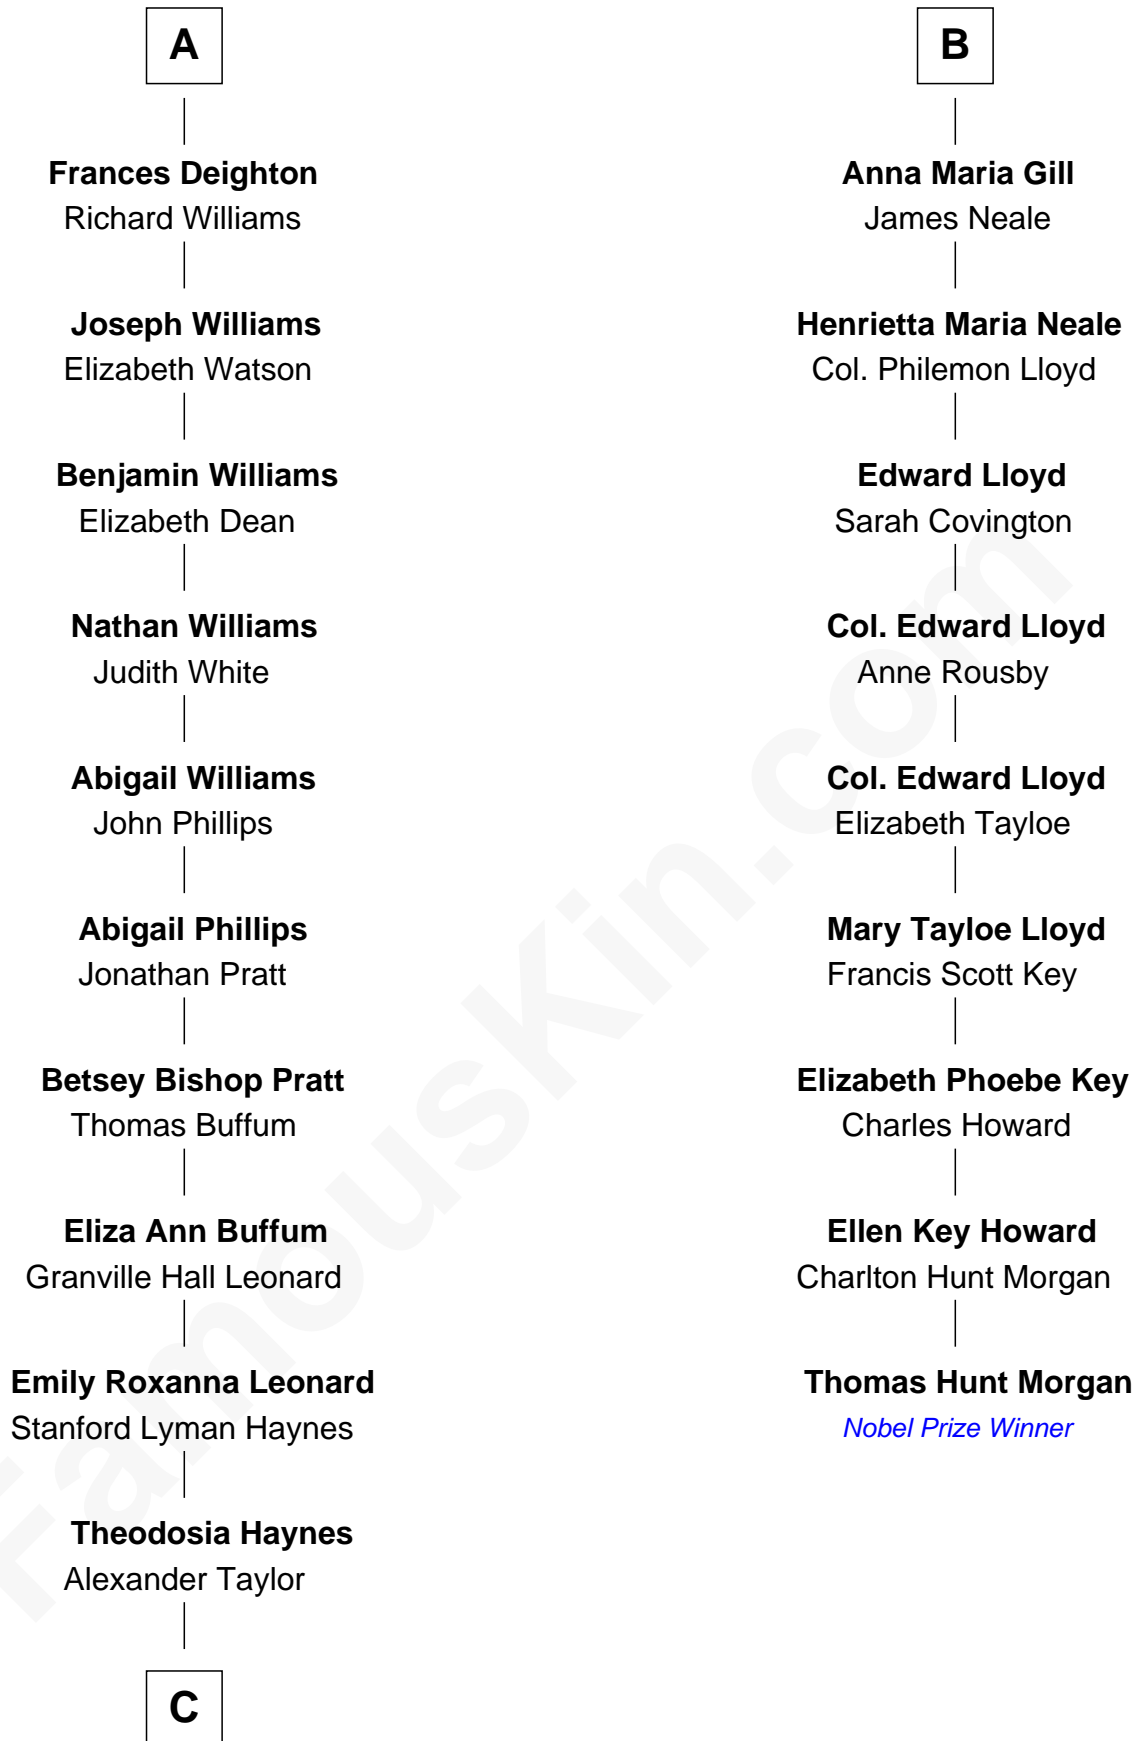 A
Frances Deighton
Richard Williams
Joseph Williams
Elizabeth Watson
Benjamin Williams
Elizabeth Dean
Nathan Williams
Judith White
Abigail Williams
John Phillips
Abigail Phillips
Jonathan Pratt
Betsey Bishop Pratt
Thomas Buffum
Eliza Ann Buffum
Granville Hall Leonard
Emily Roxanna Leonard
Stanford Lyman Haynes
Theodosia Haynes
Alexander Taylor
C
B
Anna Maria Gill
James Neale
Henrietta Maria Neale
Col. Philemon Lloyd
Edward Lloyd
Sarah Covington
Col. Edward Lloyd
Anne Rousby
Col. Edward Lloyd
Elizabeth Tayloe
Mary Tayloe Lloyd
Francis Scott Key
Elizabeth Phoebe Key
Charles Howard
Ellen Key Howard
Charlton Hunt Morgan
Thomas Hunt Morgan
Nobel Prize Winner
FamousKin.com